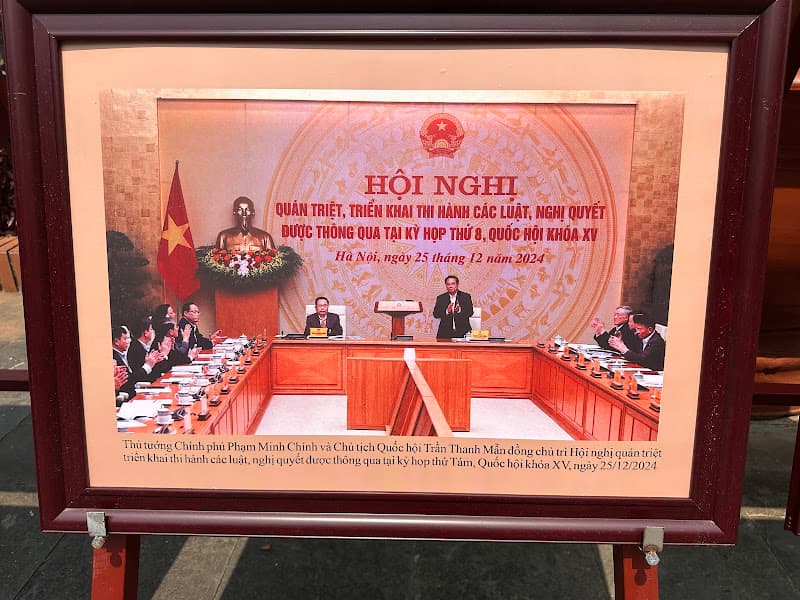 HỘI NGHỊ
QUÁN TRIỆT, TRIỂN KHAI THI HÀNH CÁC LUẬT, NGHỊ QUYẾT
ĐƯỢC THÔNG QUA TẠI KỲ HỌP THỨ 8, QUỐC HỘI KHÓA XV
Hà Nội, ngày 25 tháng 12 năm 2024
Thủ tướng Chính phủ Phạm Minh Chính và Chủ tịch Quốc hội Trần Thanh Mẫn đồng chủ trì Hội nghị quán triệt
triển khai thi hành các luật, nghị quyết được thông qua tại kỳ họp thứ Tám, Quốc hội khóa XV, ngày 25/12/2024